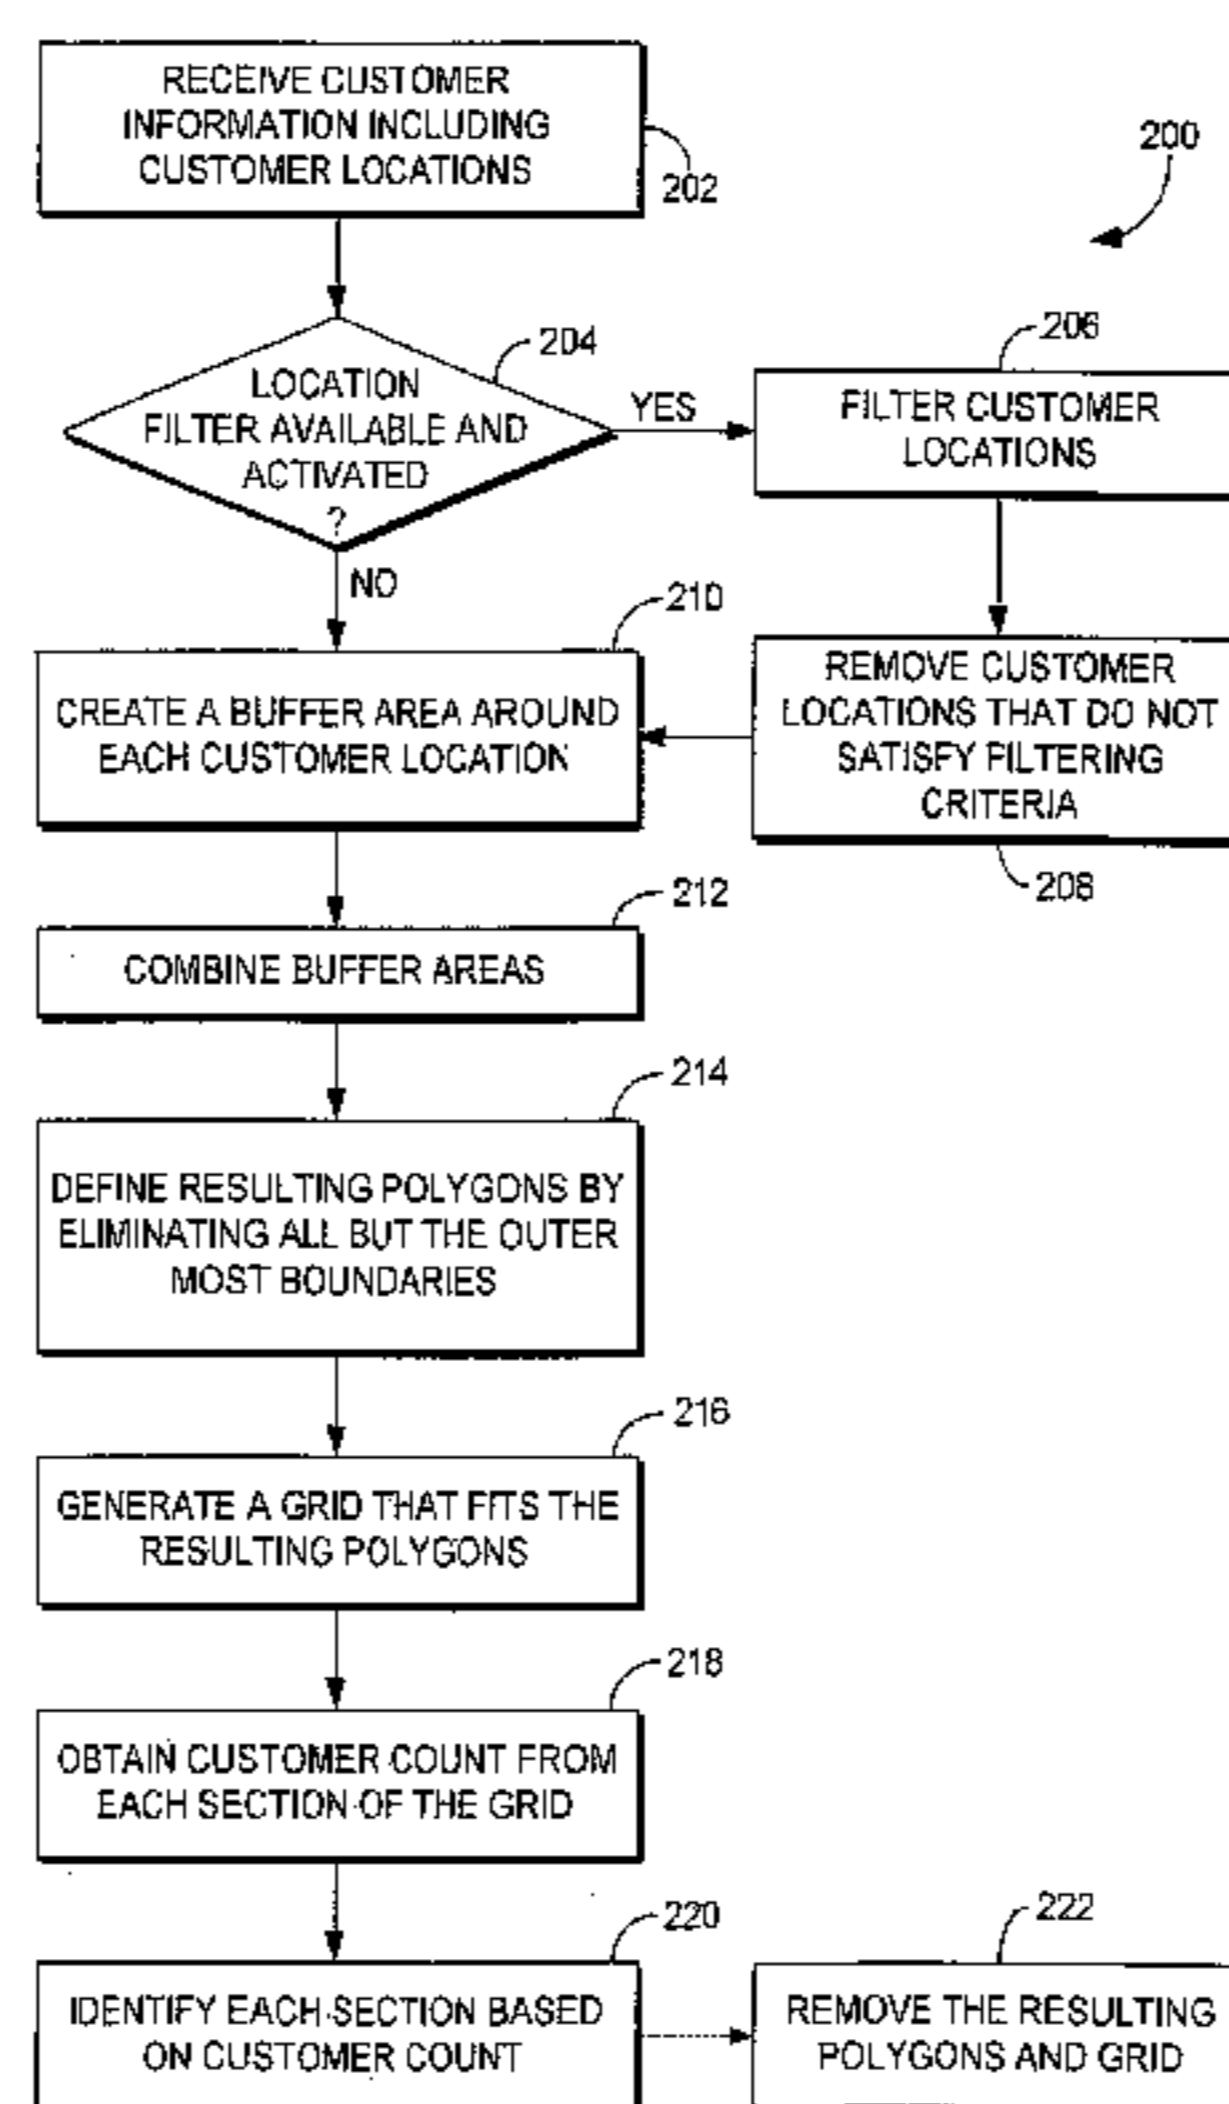 RECEIVE CUSTOMER
INFORMATION INCLUDING
CUSTOMER LOCATIONS
202
200
204
LOCATION
FILTER AVAILABLE AND
ACTIVATED
?
YES
NO
206
FILTER CUSTOMER
LOCATIONS
REMOVE CUSTOMER
LOCATIONS THAT DO NOT
SATISFY FILTERING
CRITERIA
208
210
CREATE A BUFFER AREA AROUND
EACH CUSTOMER LOCATION
212
COMBINE BUFFER AREAS
214
DEFINE RESULTING POLYGONS BY
ELIMINATING ALL BUT THE OUTER
MOST BOUNDARIES
216
GENERATE A GRID THAT FITS THE
RESULTING POLYGONS
218
OBTAIN CUSTOMER COUNT FROM
EACH SECTION OF THE GRID
220
IDENTIFY EACH SECTION BASED
ON CUSTOMER COUNT
222
REMOVE THE RESULTING
POLYGONS AND GRID